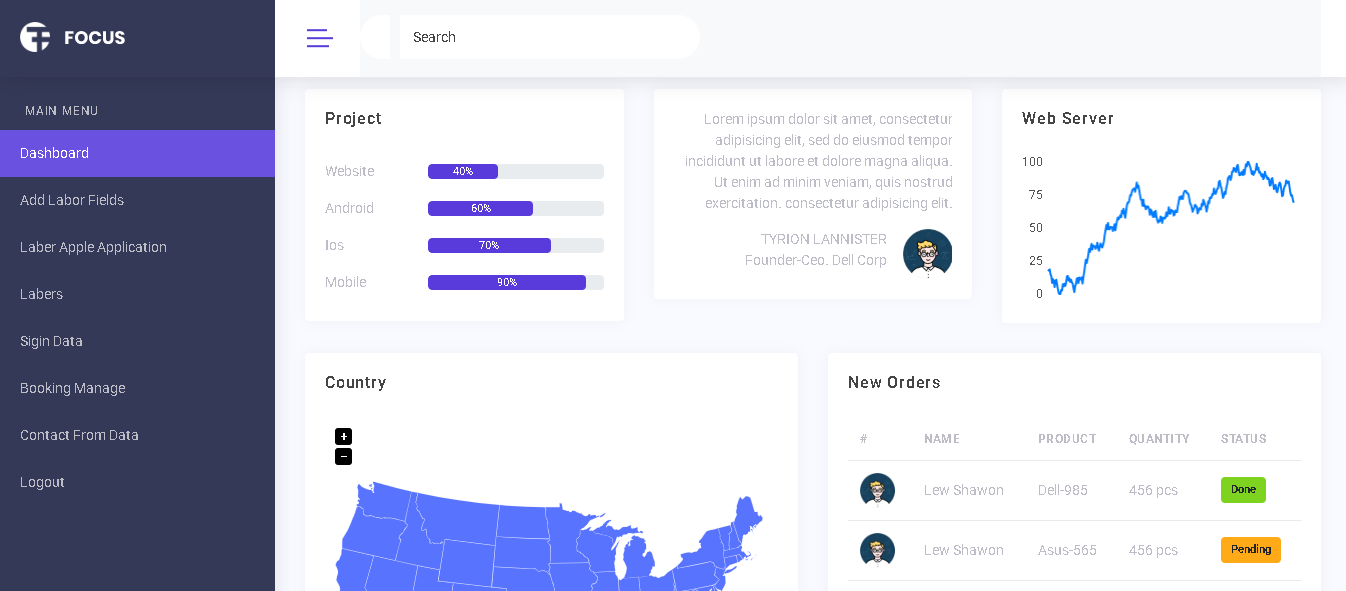 FOCUS
Search
MAIN MENU
Dashboard
Add Labor Fields
Laber Apple Application
Labers
Sigin Data
Booking Manage
Contact From Data
Logout
Project
Website 40%
Android 60%
Ios 70%
Mobile 90%
Lorem ipsum dolor sit amet, consectetur
adipisicing elit, sed do eiusmod tempor
incididunt ut labore et dolore magna aliqua.
Ut enim ad minim veniam, quis nostrud
exercitation. consectetur adipisicing elit.
TYRION LANNISTER
Founder-Ceo. Dell Corp
Web Server
100
75
50
25
0
Country
+
−
New Orders
# NAME PRODUCT QUANTITY STATUS
Lew Shawon Dell-985 456 pcs Done
Lew Shawon Asus-565 456 pcs Pending